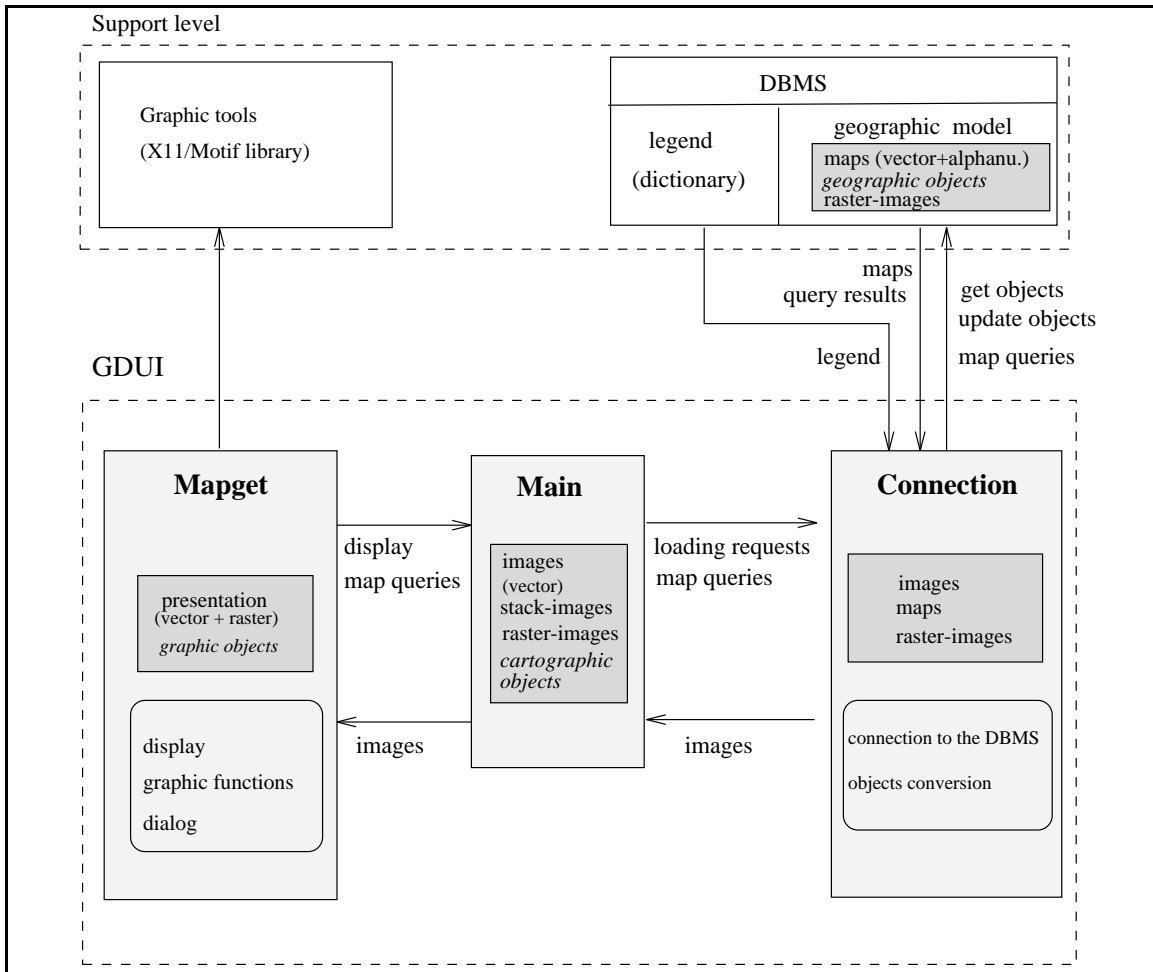 Support level
Graphic tools
(X11/Motif library)
DBMS
legend
(dictionary)
geographic model
maps (vector+alphanu.)
geographic objects
raster-images
maps
query results
get objects
update objects
map queries
legend
GDUI
Mapget
presentation
(vector + raster)
graphic objects
display
graphic functions
dialog
display
map queries
images
Main
images
(vector)
stack-images
raster-images
cartographic
objects
loading requests
map queries
images
Connection
images
maps
raster-images
connection to the DBMS
objects conversion